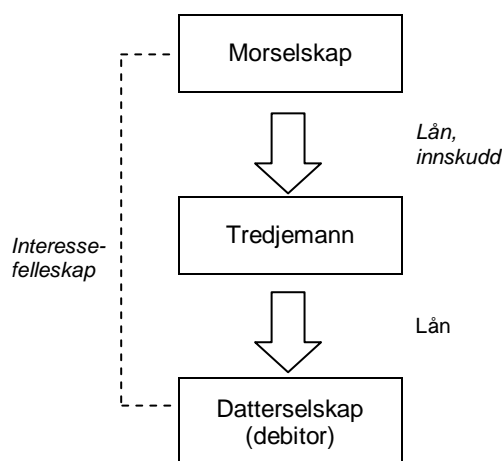 Morselskap
Lån,
innskudd
Tredjemann
Interesse-
felleskap
Lån
Datterselskap
(debitor)